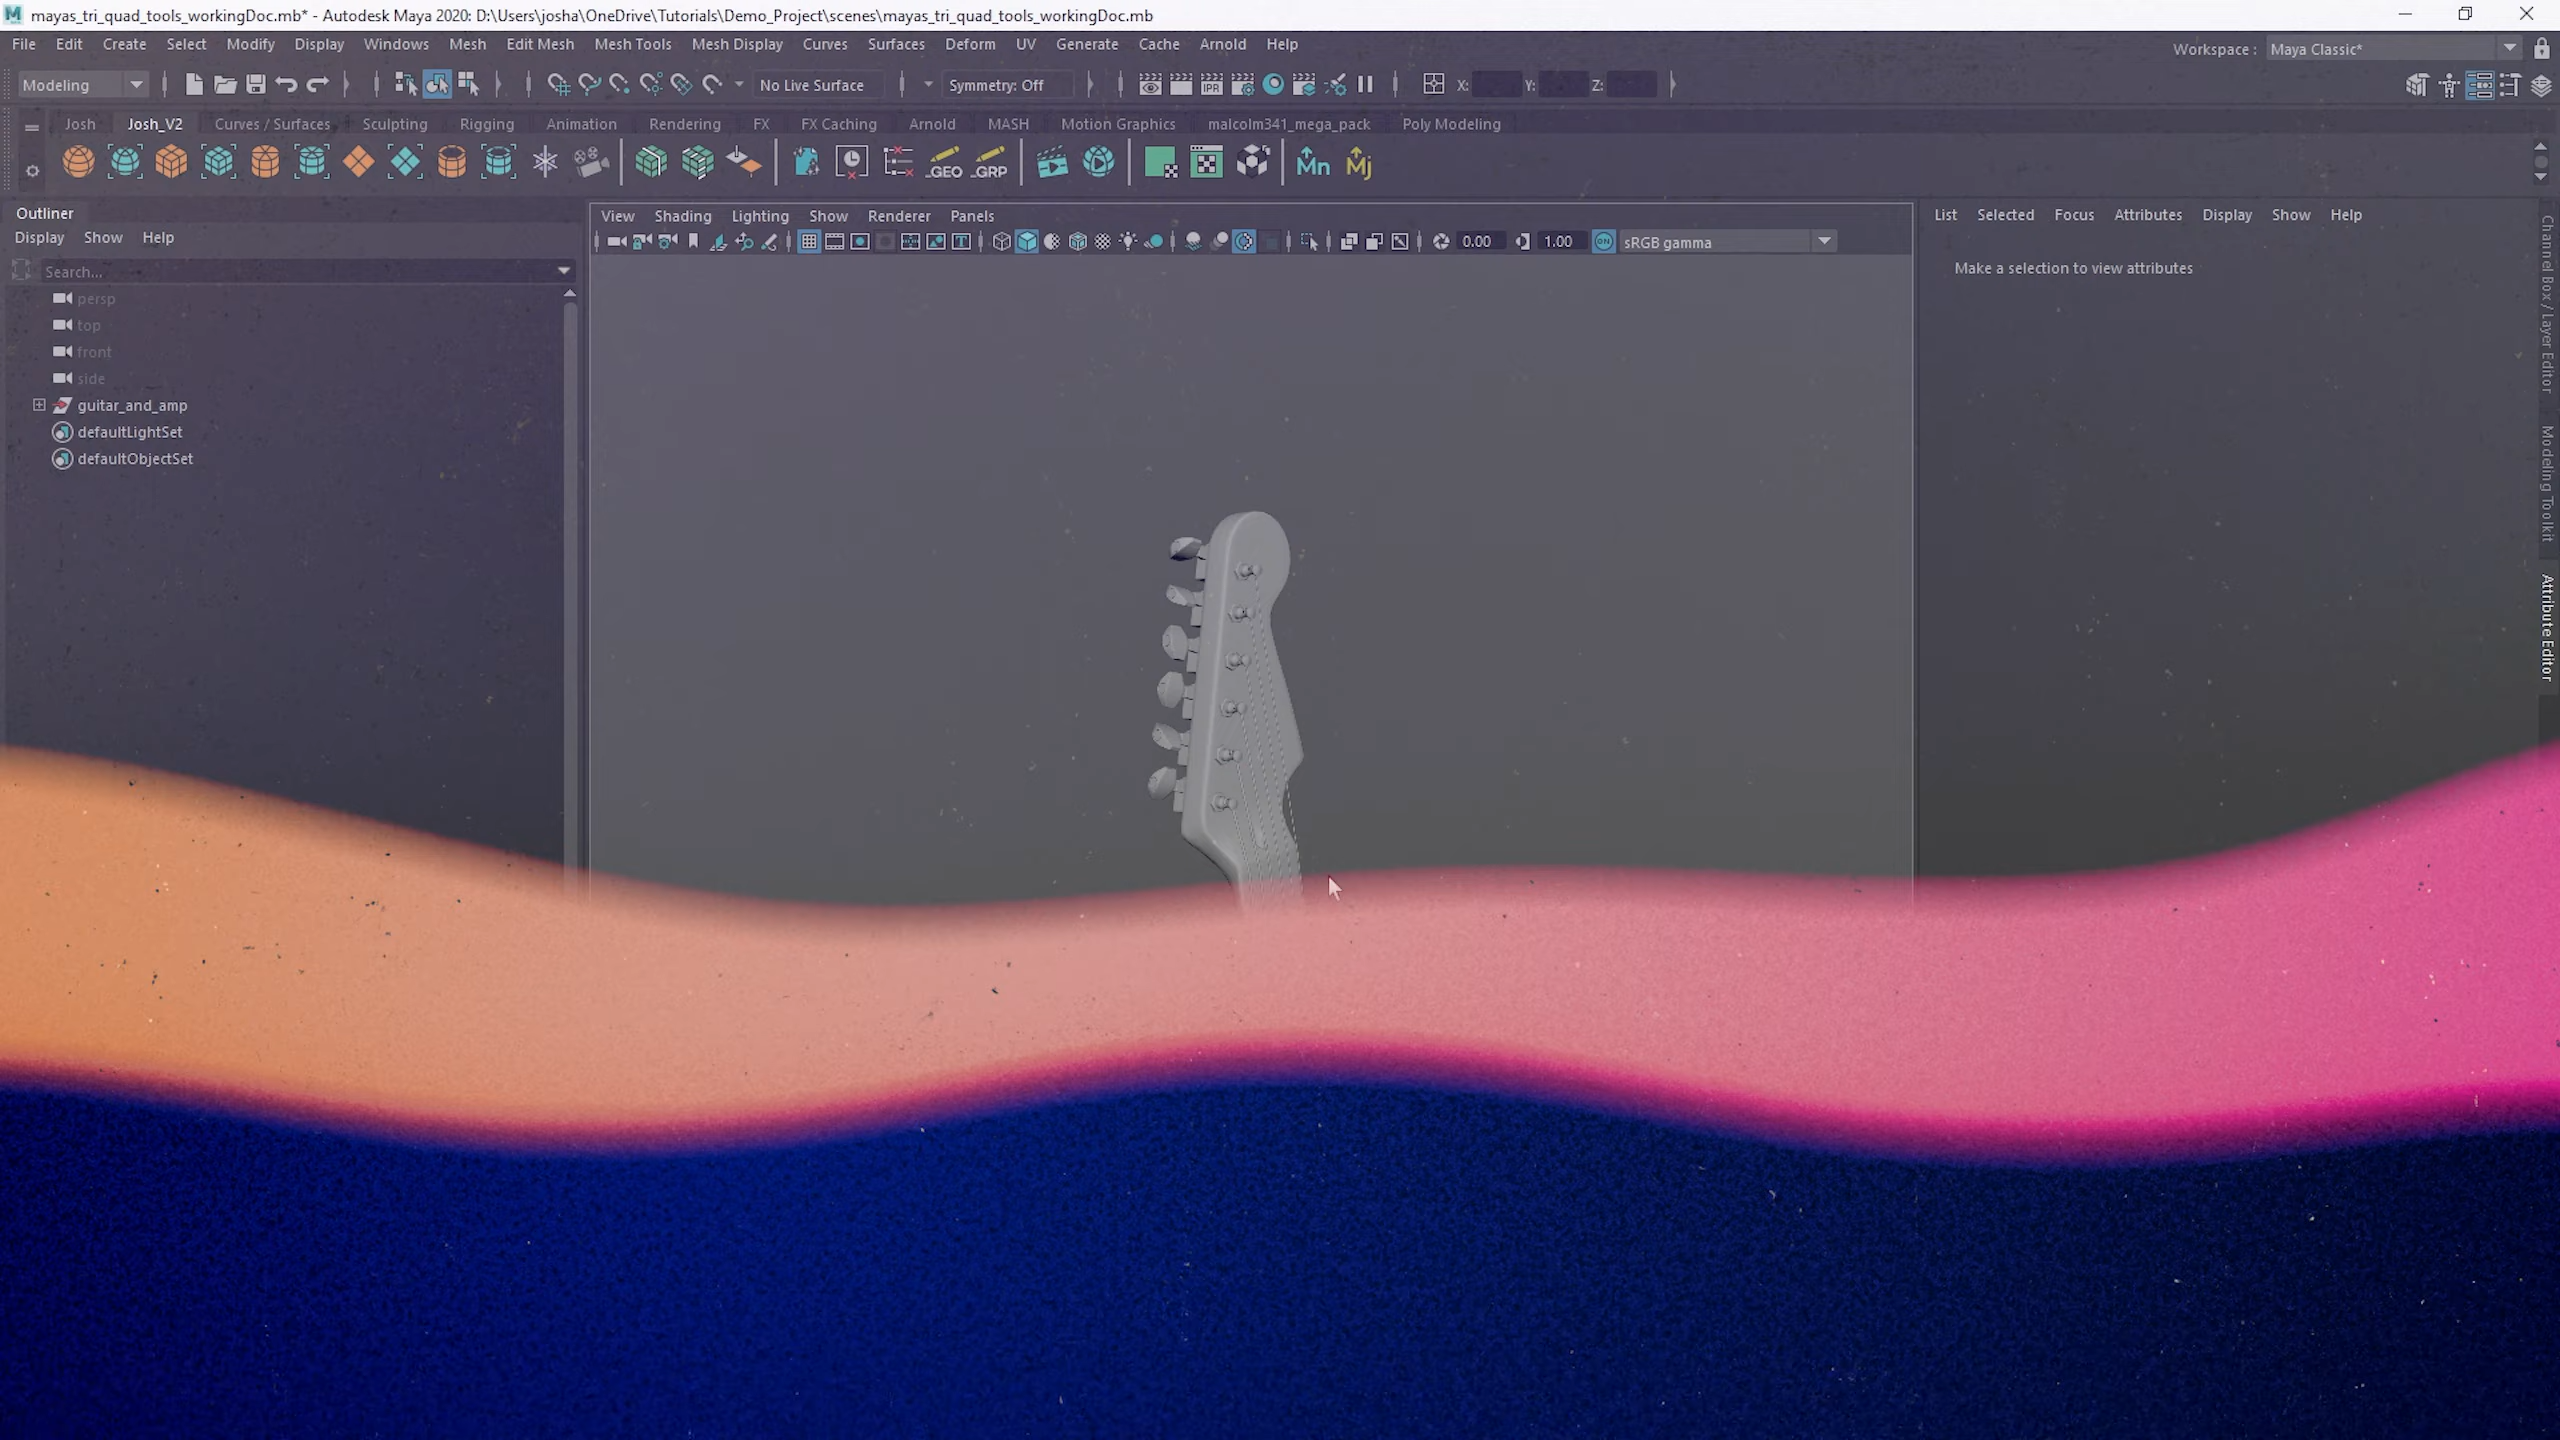 mayas_tri_quad_tools_workingDoc.mb* - Autodesk Maya 2020: D:\Users\josha\OneDrive\Tutorials\Demo_Project\scenes\mayas_tri_quad_tools_workingDoc.mb
File Edit Create Select Modify Display Windows Mesh Edit Mesh Mesh Tools Mesh Display Curves Surfaces Deform UV Generate Cache Arnold Help
Workspace : Maya Classic*
Modeling No Live Surface Symmetry: Off IPR X: Y: Z:
Josh Josh_V2 Curves / Surfaces Sculpting Rigging Animation Rendering FX FX Caching Arnold MASH Motion Graphics malcolm341_mega_pack Poly Modeling
_GEO _GRP Mn Mj
Outliner
Display Show Help
Search...
persp
top
front
side
guitar_and_amp
defaultLightSet
defaultObjectSet
View Shading Lighting Show Renderer Panels
0.00 1.00 ON sRGB gamma
List Selected Focus Attributes Display Show Help
Make a selection to view attributes
Channel Box / Layer Editor
Modeling Toolkit
Attribute Editor